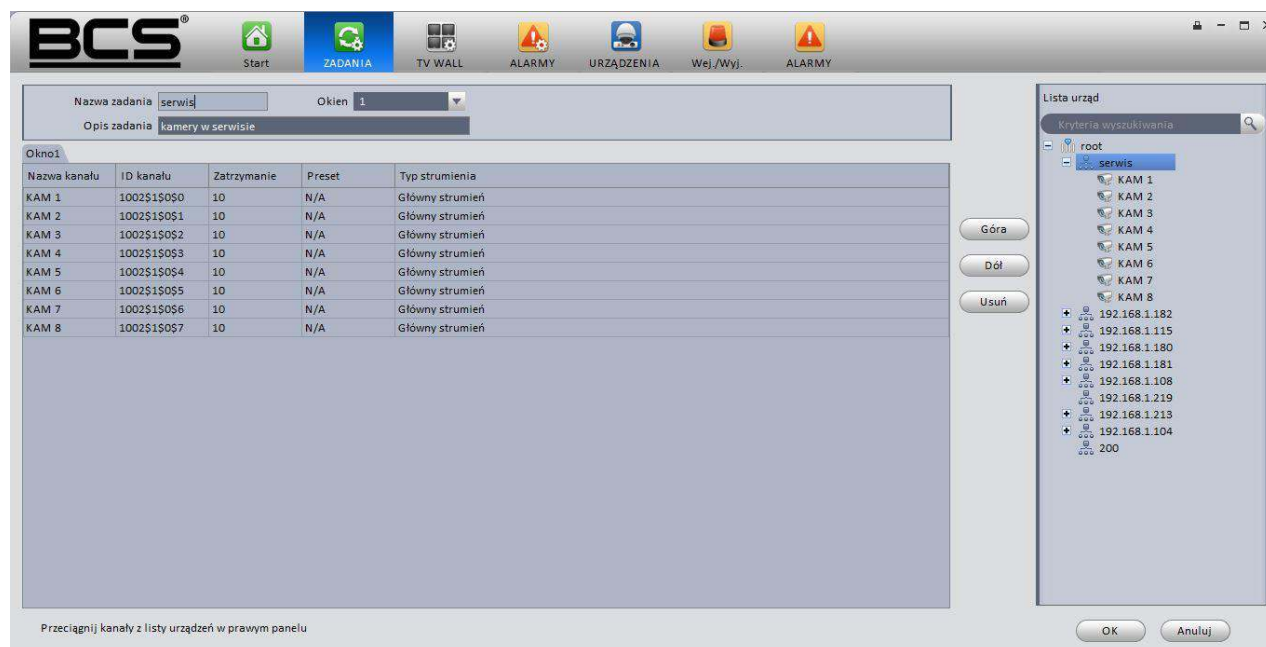 BCS®
Start ZADANIA TV WALL ALARMY URZĄDZENIA Wej./Wyj. ALARMY
Nazwa zadania serwis Okien 1
Opis zadania kamery w serwisie
Okno1
Nazwa kanału ID kanału Zatrzymanie Preset Typ strumienia
KAM 1 1002$1$0$0 10 N/A Główny strumień
KAM 2 1002$1$0$1 10 N/A Główny strumień
KAM 3 1002$1$0$2 10 N/A Główny strumień
KAM 4 1002$1$0$3 10 N/A Główny strumień
KAM 5 1002$1$0$4 10 N/A Główny strumień
KAM 6 1002$1$0$5 10 N/A Główny strumień
KAM 7 1002$1$0$6 10 N/A Główny strumień
KAM 8 1002$1$0$7 10 N/A Główny strumień
Góra
Dół
Usuń
Lista urząd
Kryteria wyszukiwania
root
serwis
KAM 1
KAM 2
KAM 3
KAM 4
KAM 5
KAM 6
KAM 7
KAM 8
192.168.1.182
192.168.1.115
192.168.1.180
192.168.1.181
192.168.1.108
192.168.1.219
192.168.1.213
192.168.1.104
200
Przeciągnij kanały z listy urządzeń w prawym panelu
OK Anuluj